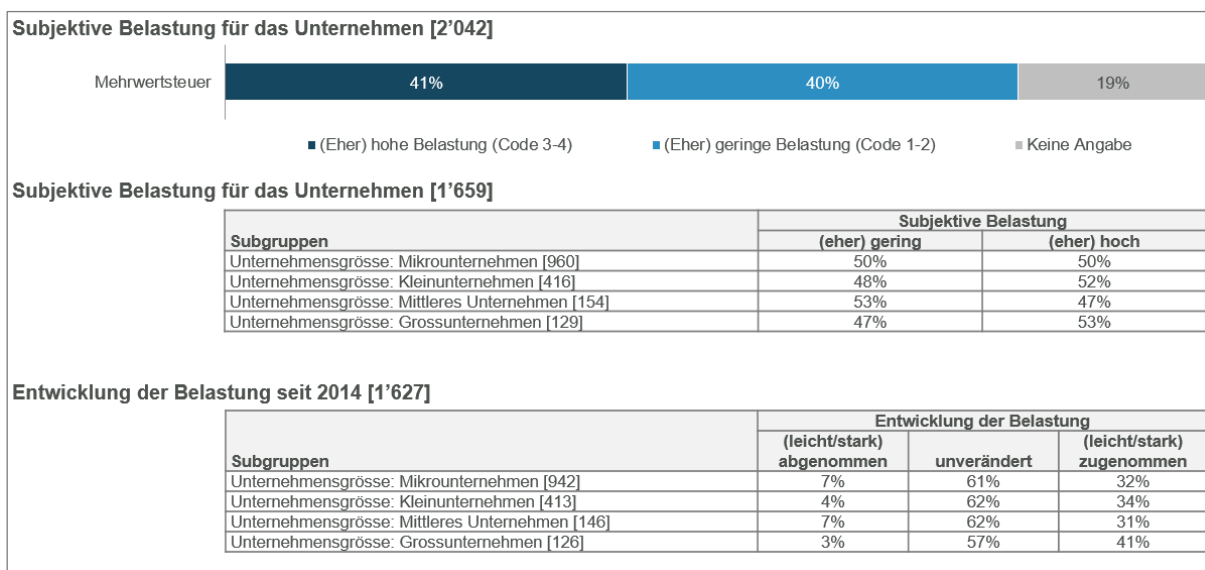 Subjektive Belastung für das Unternehmen [2’042]
Mehrwertsteuer 41% 40% 19%
(Eher) hohe Belastung (Code 3-4) (Eher) geringe Belastung (Code 1-2) Keine Angabe
Subjektive Belastung für das Unternehmen [1’659]
Subjektive Belastung
Subgruppen (eher) gering (eher) hoch
Unternehmensgrösse: Mikrounternehmen [960] 50% 50%
Unternehmensgrösse: Kleinunternehmen [416] 48% 52%
Unternehmensgrösse: Mittleres Unternehmen [154] 53% 47%
Unternehmensgrösse: Grossunternehmen [129] 47% 53%
Entwicklung der Belastung seit 2014 [1’627]
Entwicklung der Belastung
(leicht/stark) (leicht/stark)
Subgruppen abgenommen unverändert zugenommen
Unternehmensgrösse: Mikrounternehmen [942] 7% 61% 32%
Unternehmensgrösse: Kleinunternehmen [413] 4% 62% 34%
Unternehmensgrösse: Mittleres Unternehmen [146] 7% 62% 31%
Unternehmensgrösse: Grossunternehmen [126] 3% 57% 41%